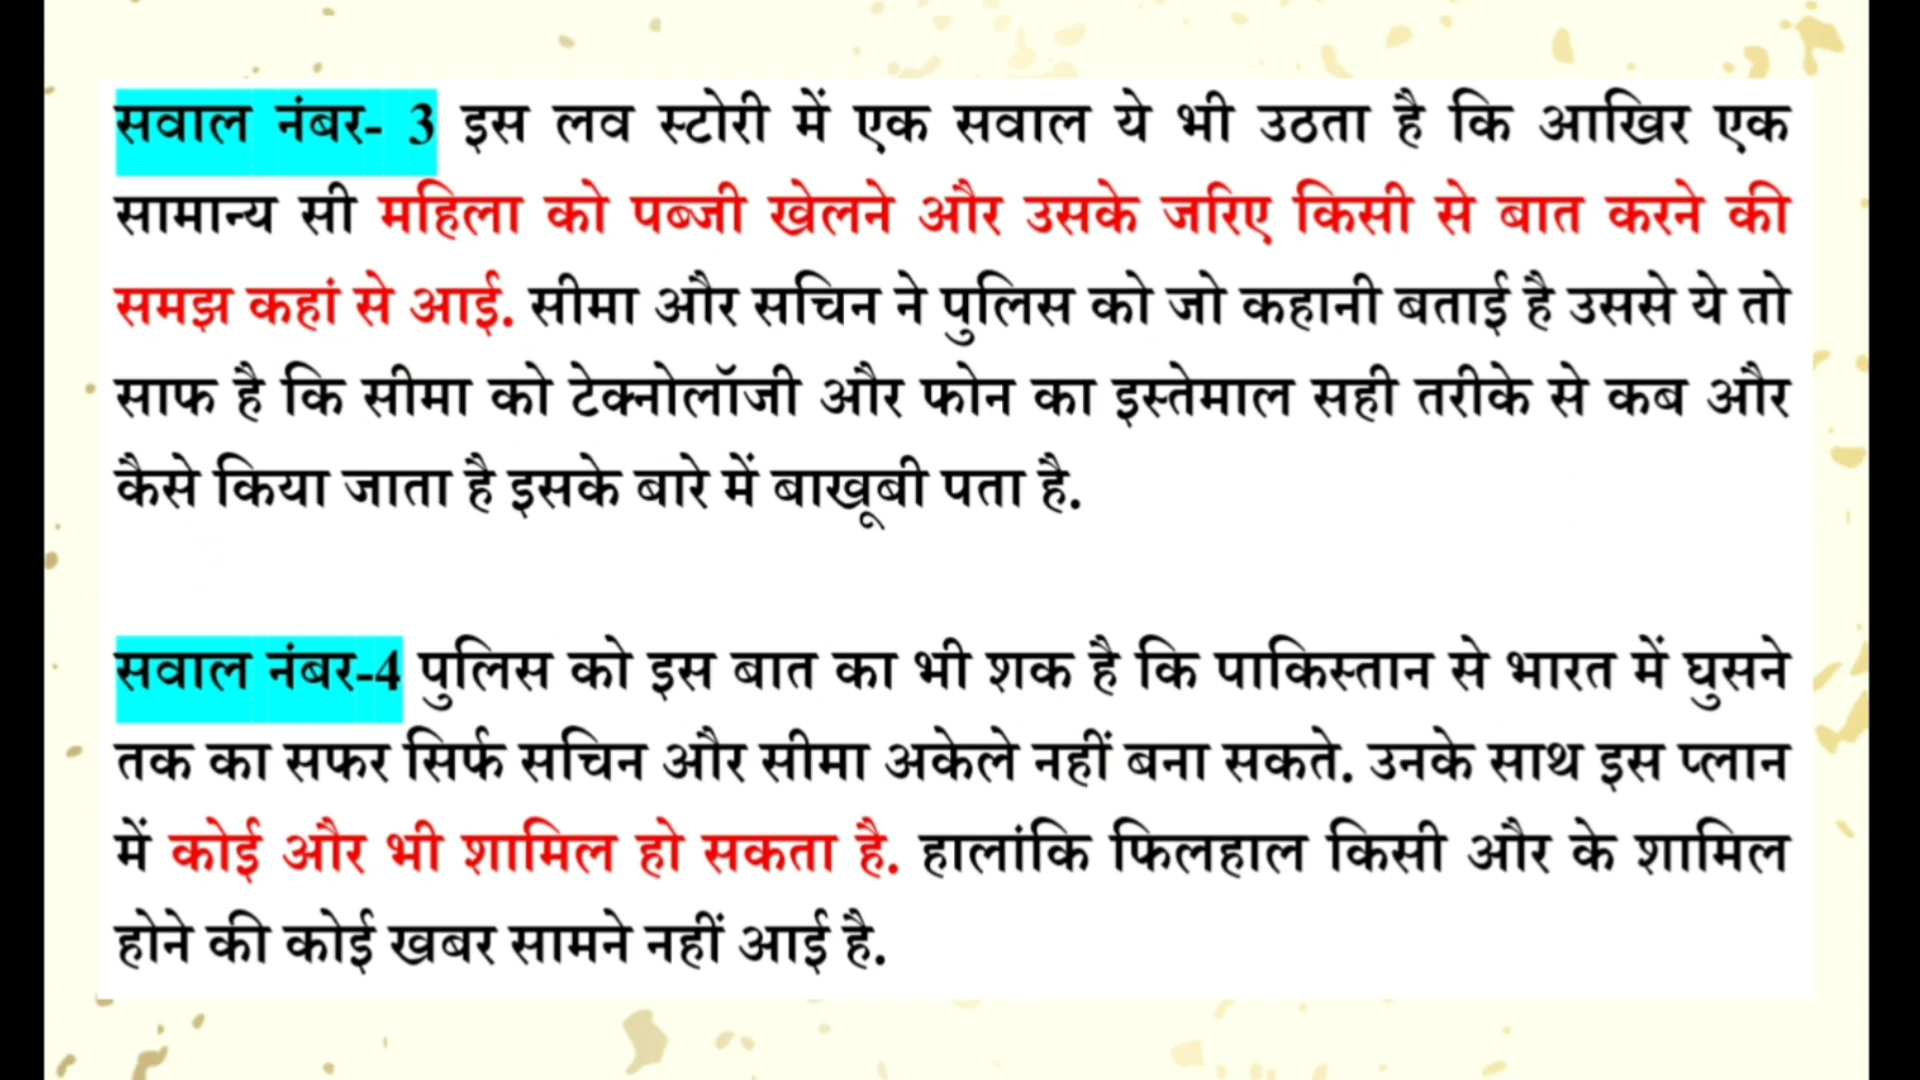 सवाल नंबर- 3 इस लव स्टोरी में एक सवाल ये भी उठता है कि आखिर एक
सामान्य सी महिला को पब्जी खेलने और उसके जरिए किसी से बात करने की
समझ कहां से आई. सीमा और सचिन ने पुलिस को जो कहानी बताई है उससे ये तो
साफ है कि सीमा को टेक्नोलॉजी और फोन का इस्तेमाल सही तरीके से कब और
कैसे किया जाता है इसके बारे में बाखूबी पता है.
सवाल नंबर-4 पुलिस को इस बात का भी शक है कि पाकिस्तान से भारत में घुसने
तक का सफर सिर्फ सचिन और सीमा अकेले नहीं बना सकते. उनके साथ इस प्लान
में कोई और भी शामिल हो सकता है. हालांकि फिलहाल किसी और के शामिल
होने की कोई खबर सामने नहीं आई है.